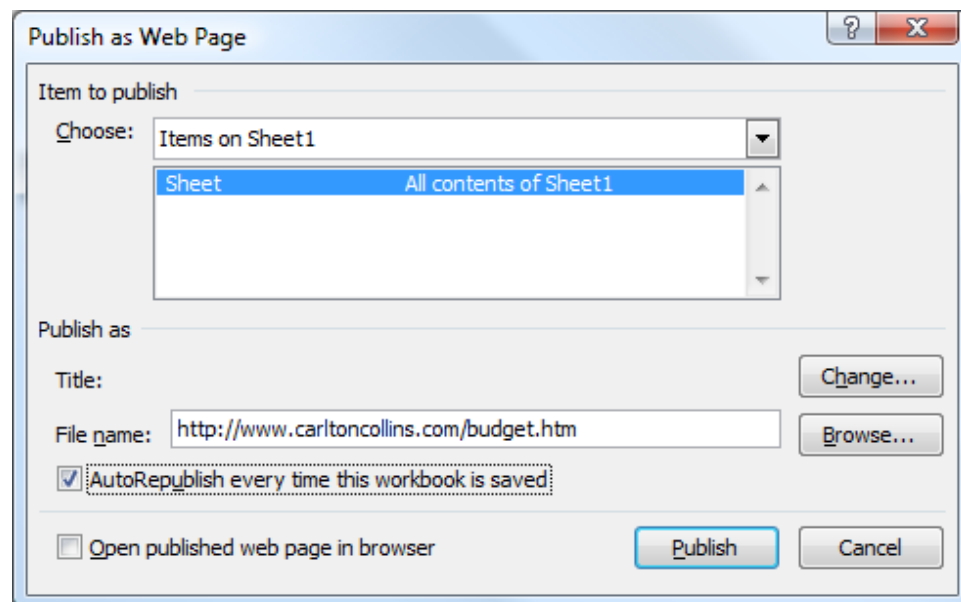 Publish as Web Page
Item to publish
Choose: Items on Sheet1
Sheet All contents of Sheet1
Publish as
Title: Change...
File name: http://www.carltoncollins.com/budget.htm Browse...
AutoRepublish every time this workbook is saved
Open published web page in browser Publish Cancel